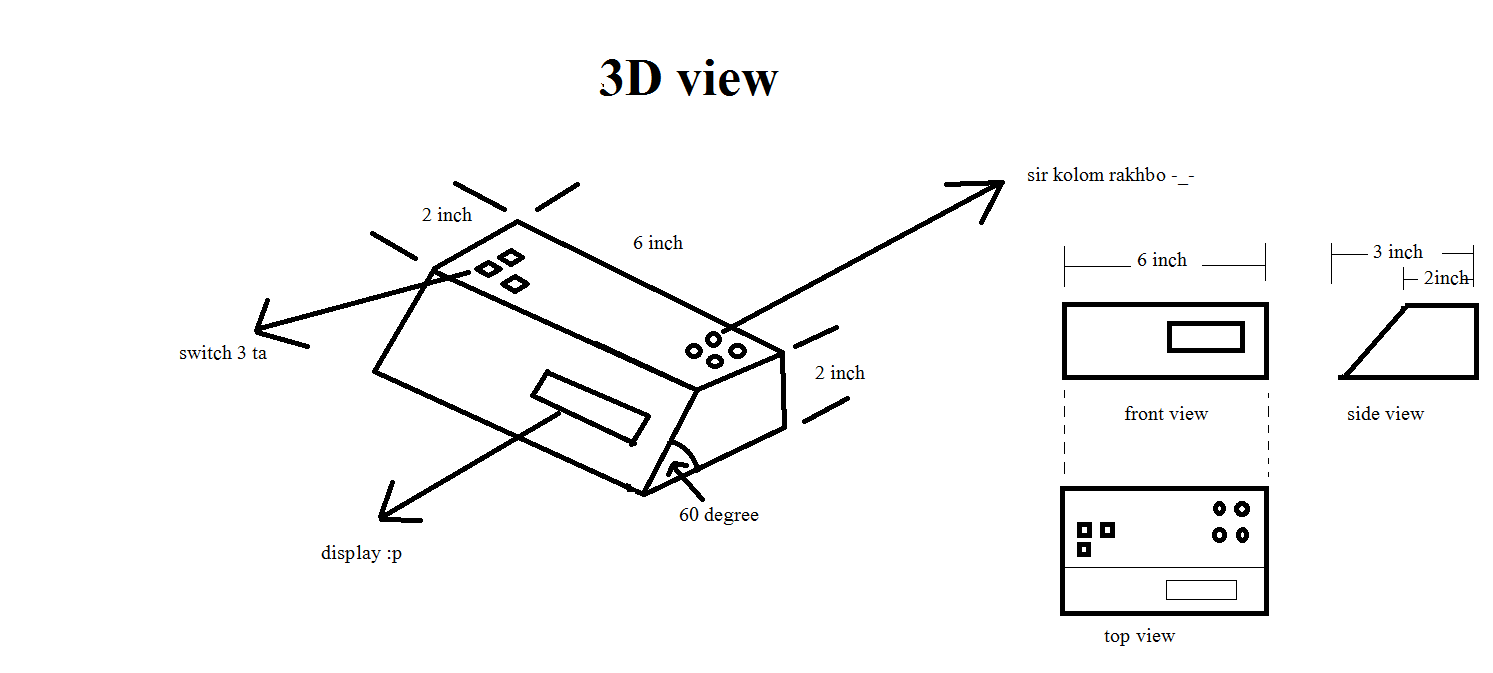 3D view
sir kolom rakhbo -_-
2 inch
6 inch
switch 3 ta
2 inch
60 degree
display :p
6 inch
3 inch
2inch
front view
side view
top view